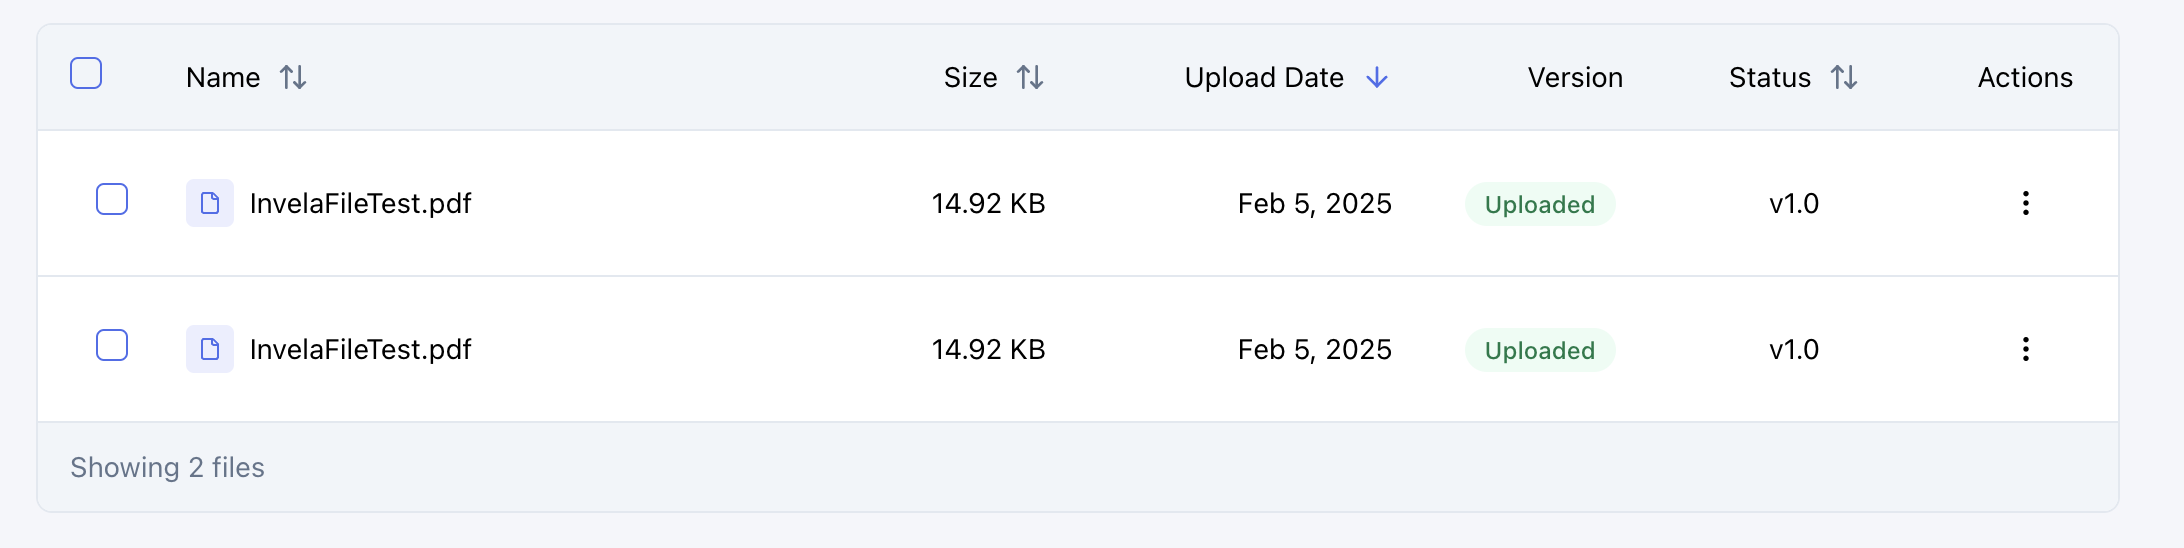 Name Size Upload Date Version Status Actions
InvelaFileTest.pdf 14.92 KB Feb 5, 2025 Uploaded v1.0
InvelaFileTest.pdf 14.92 KB Feb 5, 2025 Uploaded v1.0
Showing 2 files